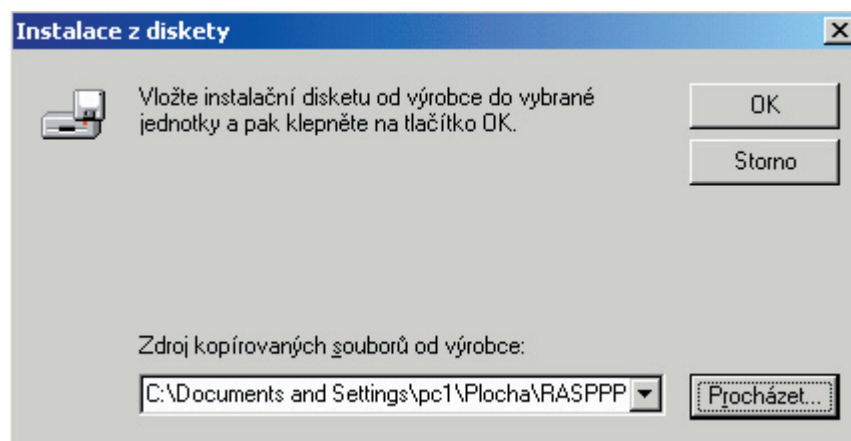 Instalace z diskety
Vložte instalační disketu od výrobce do vybrané
jednotky a pak klepněte na tlačítko OK.
OK
Storno
Zdroj kopírovaných souborů od výrobce:
C:\Documents and Settings\pc1\Plocha\RASPPP
Procházet...